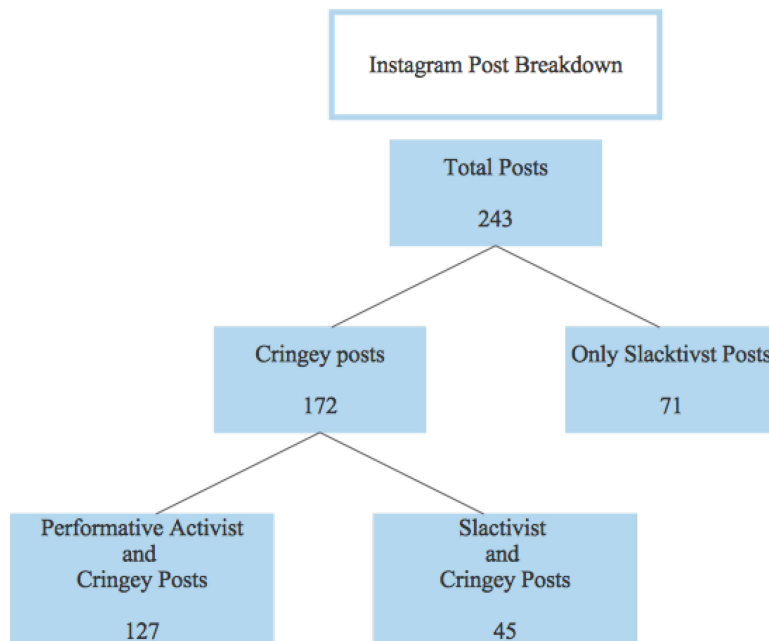 Instagram Post Breakdown
Total Posts
243
Cringey posts
172
Only Slacktivst Posts
71
Performative Activist
and
Cringey Posts
127
Slactivist
and
Cringey Posts
45